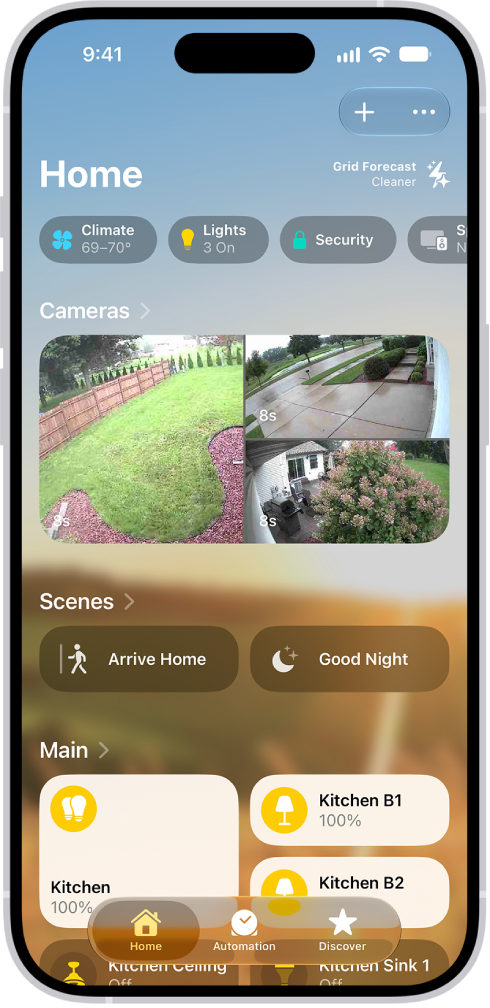 9:41
Home
Grid Forecast
Cleaner
Climate
69–70°
Lights
3 On
Security
Cameras
8s
8s
8s
Scenes
Arrive Home
Good Night
Main
Kitchen
100%
Kitchen B1
100%
Kitchen B2
Home
Automation
Discover
Kitchen Ceiling
Off
Kitchen Sink 1
Off